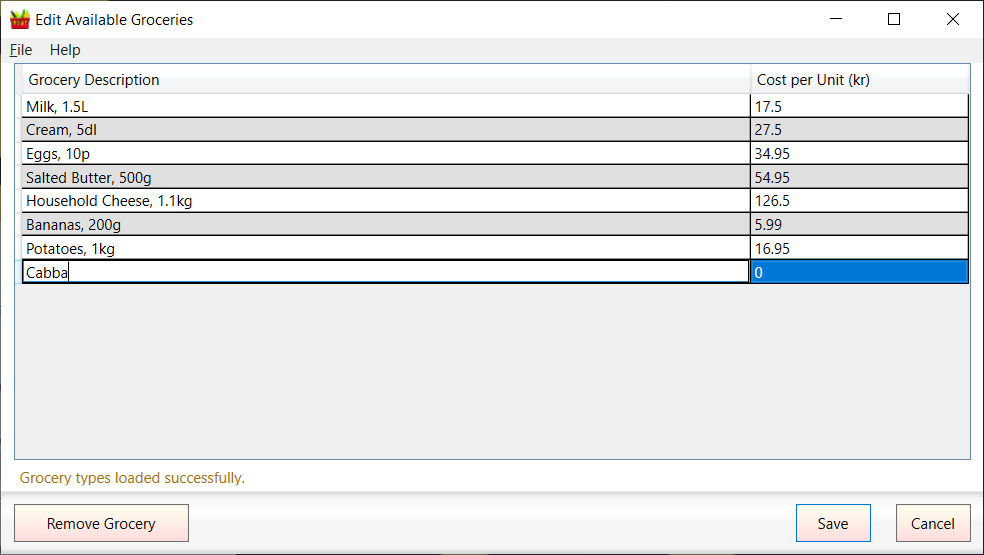 Edit Available Groceries
File Help
Grocery Description Cost per Unit (kr)
Milk, 1.5L 17.5
Cream, 5dl 27.5
Eggs, 10p 34.95
Salted Butter, 500g 54.95
Household Cheese, 1.1kg 126.5
Bananas, 200g 5.99
Potatoes, 1kg 16.95
Cabba 0
Grocery types loaded successfully.
Remove Grocery Save Cancel